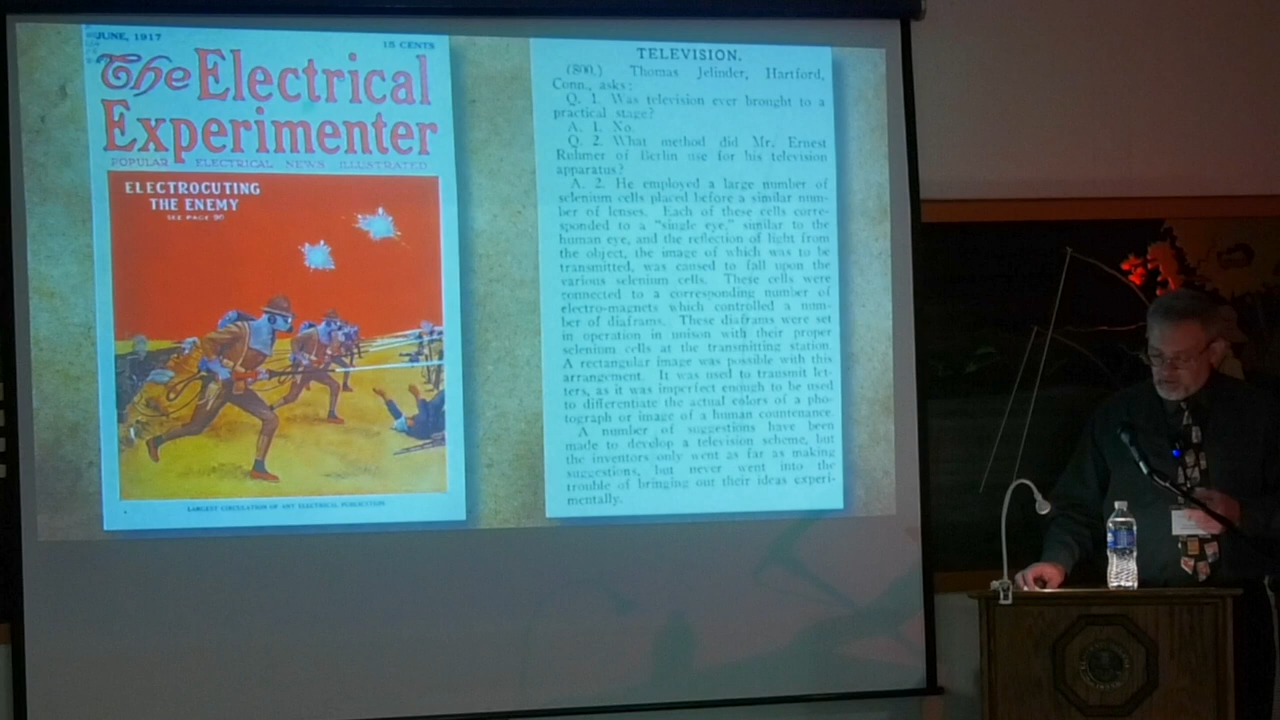 JUNE, 1917
15 CENTS
The Electrical
Experimenter
POPULAR ELECTRICAL NEWS ILLUSTRATED
ELECTROCUTING
THE ENEMY
SEE PAGE 90
LARGEST CIRCULATION OF ANY ELECTRICAL PUBLICATION
TELEVISION.
(800.) Thomas Jelinder, Hartford,
Conn., asks:
Q. 1. Was television ever brought to a
practical stage?
A. 1. No.
Q. 2. What method did Mr. Ernest
Ruhmer of Berlin use for his television
apparatus?
A. 2. He employed a large number of
selenium cells placed before a similar num-
ber of lenses. Each of these cells corre-
sponded to a "single eye," similar to the
human eye, and the reflection of light from
the object, the image of which was to be
transmitted, was caused to fall upon the
various selenium cells. These cells were
connected to a corresponding number of
electro-magnets which controlled a num-
ber of diaframs. These diaframs were set
in operation in unison with their proper
selenium cells at the transmitting station.
A rectangular image was possible with this
arrangement. It was used to transmit let-
ters, as it was imperfect enough to be used
to differentiate the actual colors of a pho-
tograph or image of a human countenance.
A number of suggestions have been
made to develop a television scheme, but
the inventors only went as far as making
suggestions, but never went into the
trouble of bringing out their ideas experi-
mentally.